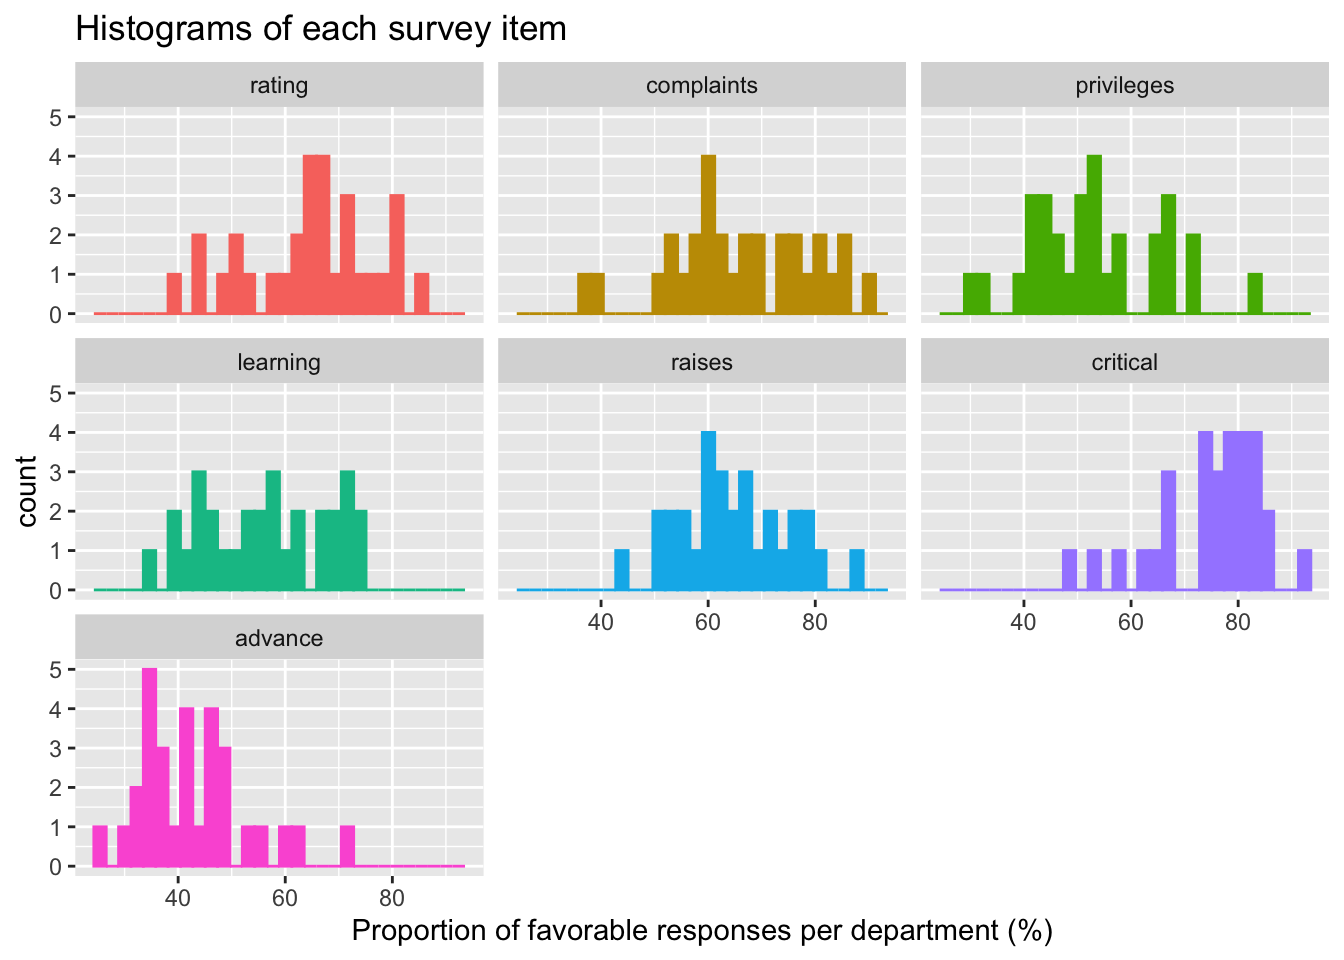 Histograms of each survey item
rating
complaints
privileges
5
4
3
2
1
0
learning
raises
critical
5
4
3
2
1
0
40 60 80
40 60 80
advance
5
4
3
2
1
0
40 60 80
count
Proportion of favorable responses per department (%)